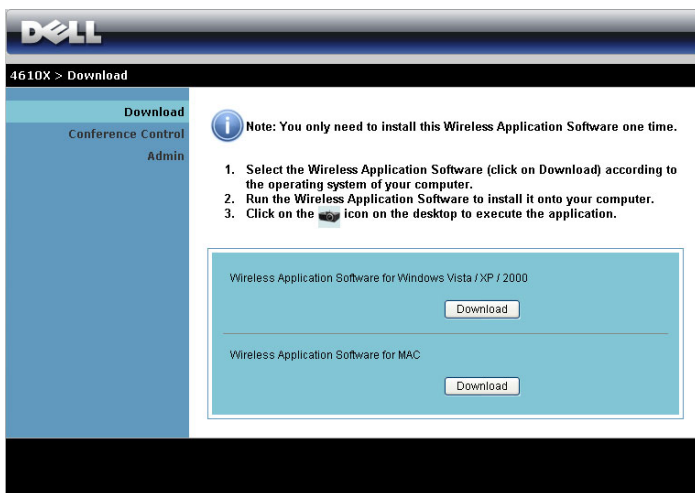 DELL
4610X > Download
Download
Conference Control
Admin
Note: You only need to install this Wireless Application Software one time.
1. Select the Wireless Application Software (click on Download) according to
the operating system of your computer.
2. Run the Wireless Application Software to install it onto your computer.
3. Click on the icon on the desktop to execute the application.
Wireless Application Software for Windows Vista / XP / 2000
Download
Wireless Application Software for MAC
Download